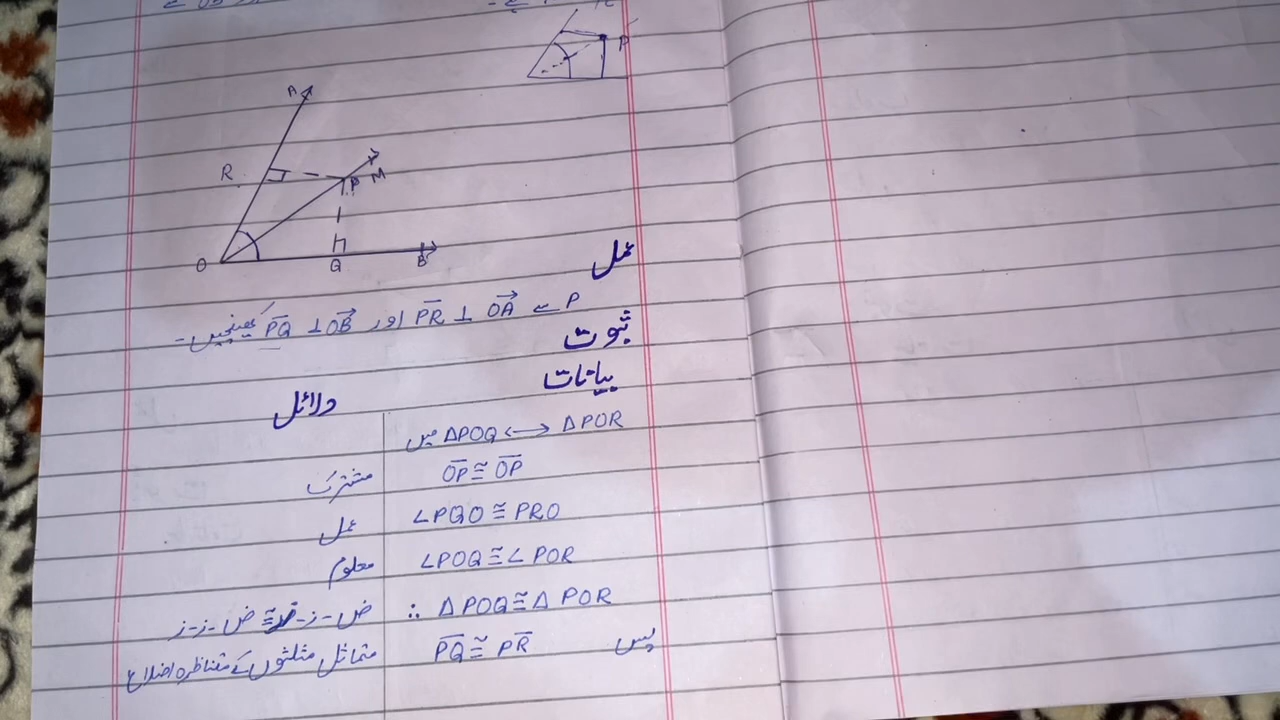 P
A
R
P
M
O
Q
B
عمل
P سے PR ⊥ OA اور PQ ⊥ OB کھینچیں۔
ثبوت
بیانات
دلائل
ΔPOQ ⟷ ΔPOR میں
OP ≅ OP مشترک
∠PQO ≅ PRO عمل
∠POQ ≅ ∠POR معلوم
∴ ΔPOQ ≅ Δ POR ض-ز-ز ≅ ض-ز-ز
پس PQ ≅ PR متماثل مثلثوں کے متناظرہ اضلاع